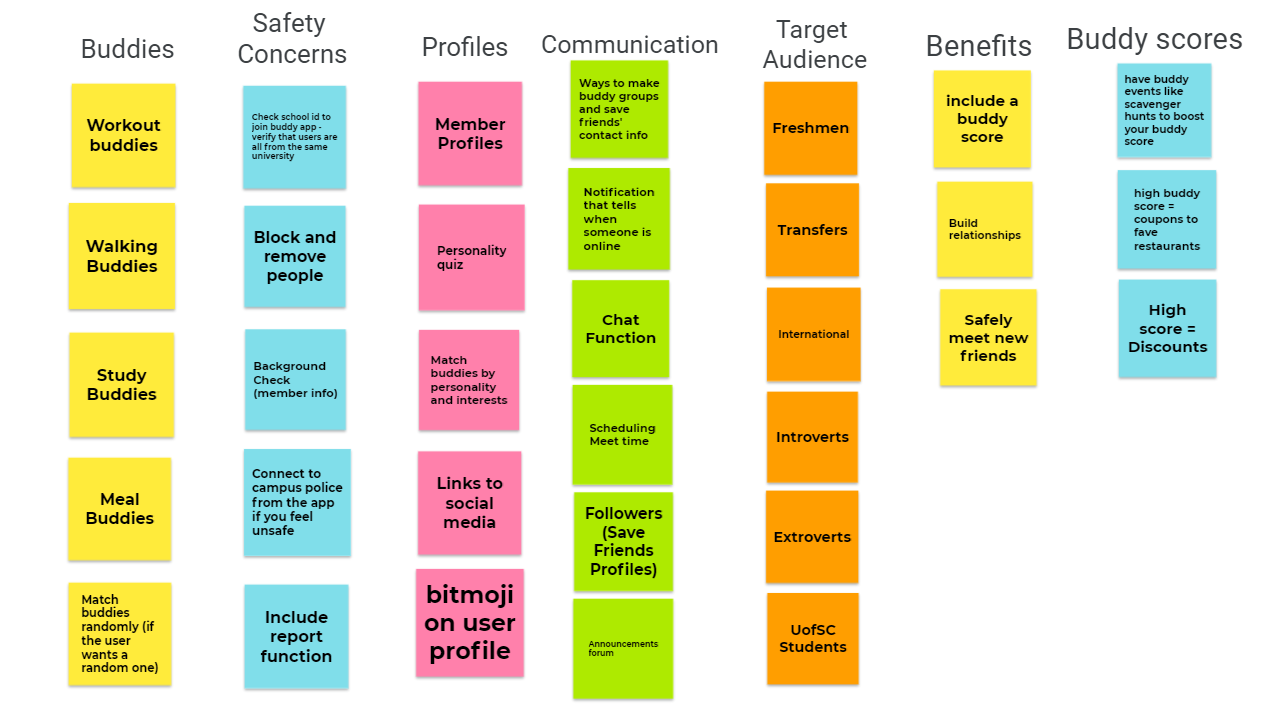 Buddies
Workout
buddies
Walking
Buddies
Study
Buddies
Meal
Buddies
Match
buddies
randomly (if
the user
wants a
random one)
Safety
Concerns
Check school id to
join buddy app -
verify that users are
all from the same
university
Block and
remove
people
Background
Check
(member info)
Connect to
campus police
from the app
if you feel
unsafe
Include
report
function
Profiles
Member
Profiles
Personality
quiz
Match
buddies by
personality
and interests
Links to
social
media
bitmoji
on user
profile
Communication
Ways to make
buddy groups
and save
friends'
contact info
Notification
that tells
when
someone is
online
Chat
Function
Scheduling
Meet time
Followers
(Save
Friends
Profiles)
Announcements
forum
Target
Audience
Freshmen
Transfers
International
Introverts
Extroverts
UofSC
Students
Benefits
include a
buddy
score
Build
relationships
Safely
meet new
friends
Buddy scores
have buddy
events like
scavenger
hunts to boost
your buddy
score
high buddy
score =
coupons to
fave
restaurants
High
score =
Discounts